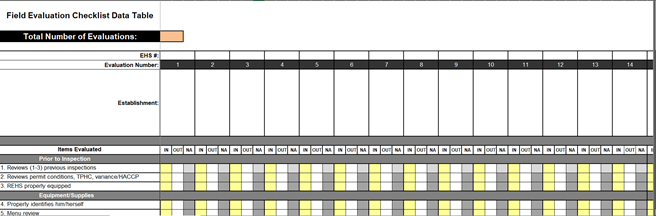 Field Evaluation Checklist Data Table
Total Number of Evaluations:
EHS #:
Evaluation Number: 1 2 3 4 5 6 7 8 9 10 11 12 13 14
Establishment:
Items Evaluated IN OUT NA IN OUT NA IN OUT NA IN OUT NA IN OUT NA IN OUT NA IN OUT NA IN OUT NA IN OUT NA IN OUT NA IN OUT NA IN OUT NA IN OUT NA IN OUT NA
Prior to Inspection
1. Reviews (1-3) previous inspections
2. Reviews permit conditions, TPHC, variance/HACCP
3. REHS properly equipped
Equipment/Supplies
4. Properly identifies him/herself
5. Menu review